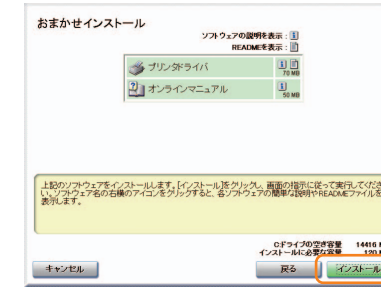 おまかせインストール
ソフトウェアの説明を表示：
READMEを表示：
プリンタドライバ
70 MB
オンラインマニュアル
50 MB
上記のソフトウェアをインストールします。[インストール]をクリックし、画面の指示に従って実行してくださ
い。ソフトウェア名の右横のアイコンをクリックすると、各ソフトウェアの簡単な説明やREADMEファイルを
表示します。
Cドライブの空き容量 14416
インストールに必要な容量 120
キャンセル
戻る
インストール